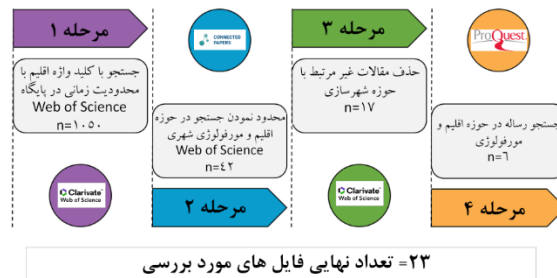 مرحله ۱
جستجو با کلید واژه اقلیم با
محدودیت زمانی در پایگاه
Web of Science
n=۱۰۵۰
Clarivate
Web of Science
CONNECTED
PAPERS
محدود نمودن جستجو در حوزه
اقلیم و مورفولوژی شهری
Web of Science
n=٤٢
مرحله ۲
مرحله ۳
حذف مقالات غیر مرتبط با
حوزه شهرسازی
n=۱۷
Clarivate
Web of Science
ProQuest
جستجو رساله در حوزه اقلیم و
مورفولوژی
n=٦
مرحله ۴
۲۳= تعداد نهایی فایل های مورد بررسی